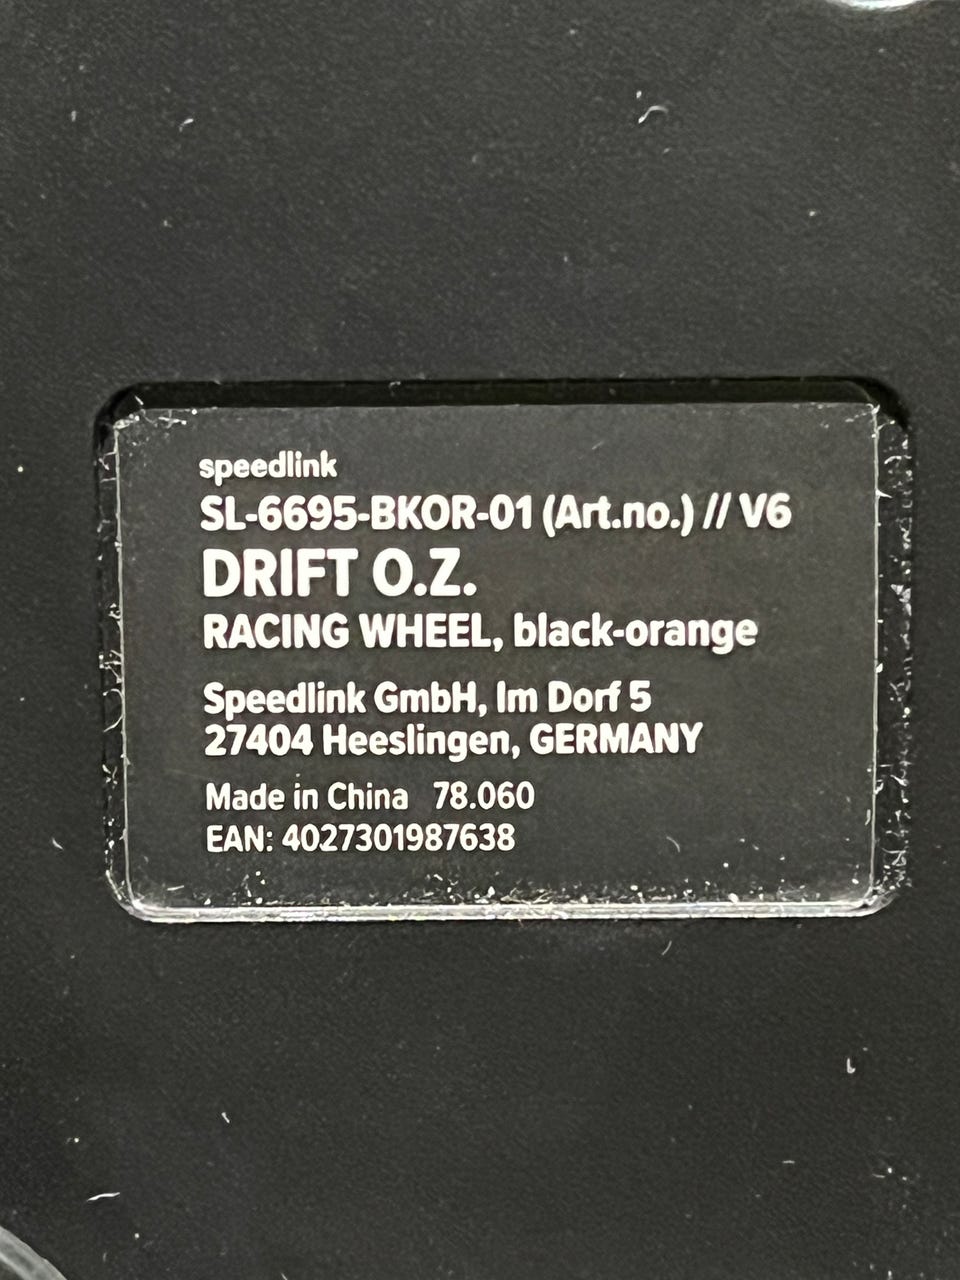 speedlink
SL-6695-BKOR-01 (Art.no.) // V6
DRIFT O.Z.
RACING WHEEL, black-orange
Speedlink GmbH, Im Dorf 5
27404 Heeslingen, GERMANY
Made in China 78.060
EAN: 4027301987638